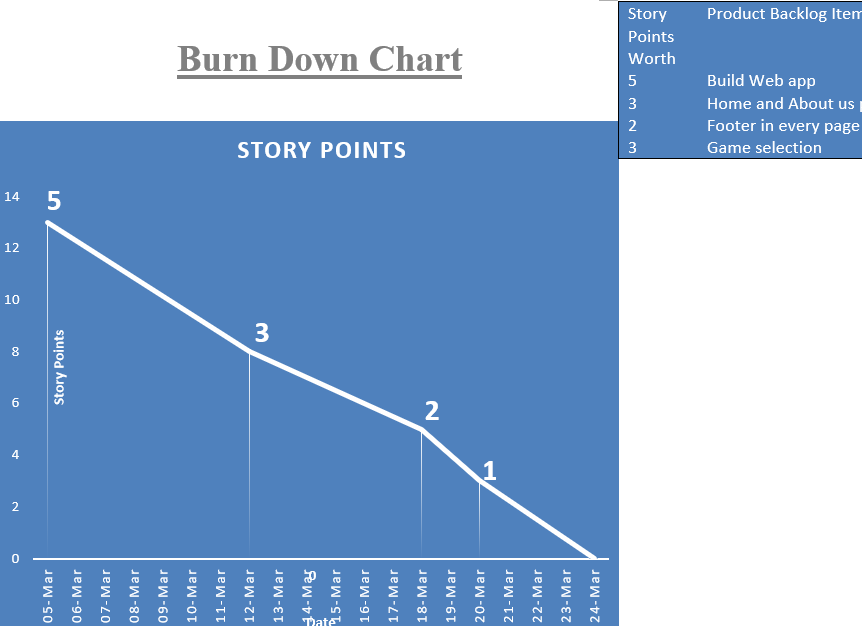 Burn Down Chart
Story Product Backlog Item
Points
Worth
5 Build Web app
3 Home and About us
2 Footer in every page
3 Game selection
STORY POINTS
14
12
10
8
6
4
2
0
Story Points
5
3
2
1
0
05-Mar
06-Mar
07-Mar
08-Mar
09-Mar
10-Mar
11-Mar
12-Mar
13-Mar
14-Mar
15-Mar
16-Mar
17-Mar
18-Mar
19-Mar
20-Mar
21-Mar
22-Mar
23-Mar
24-Mar
Date